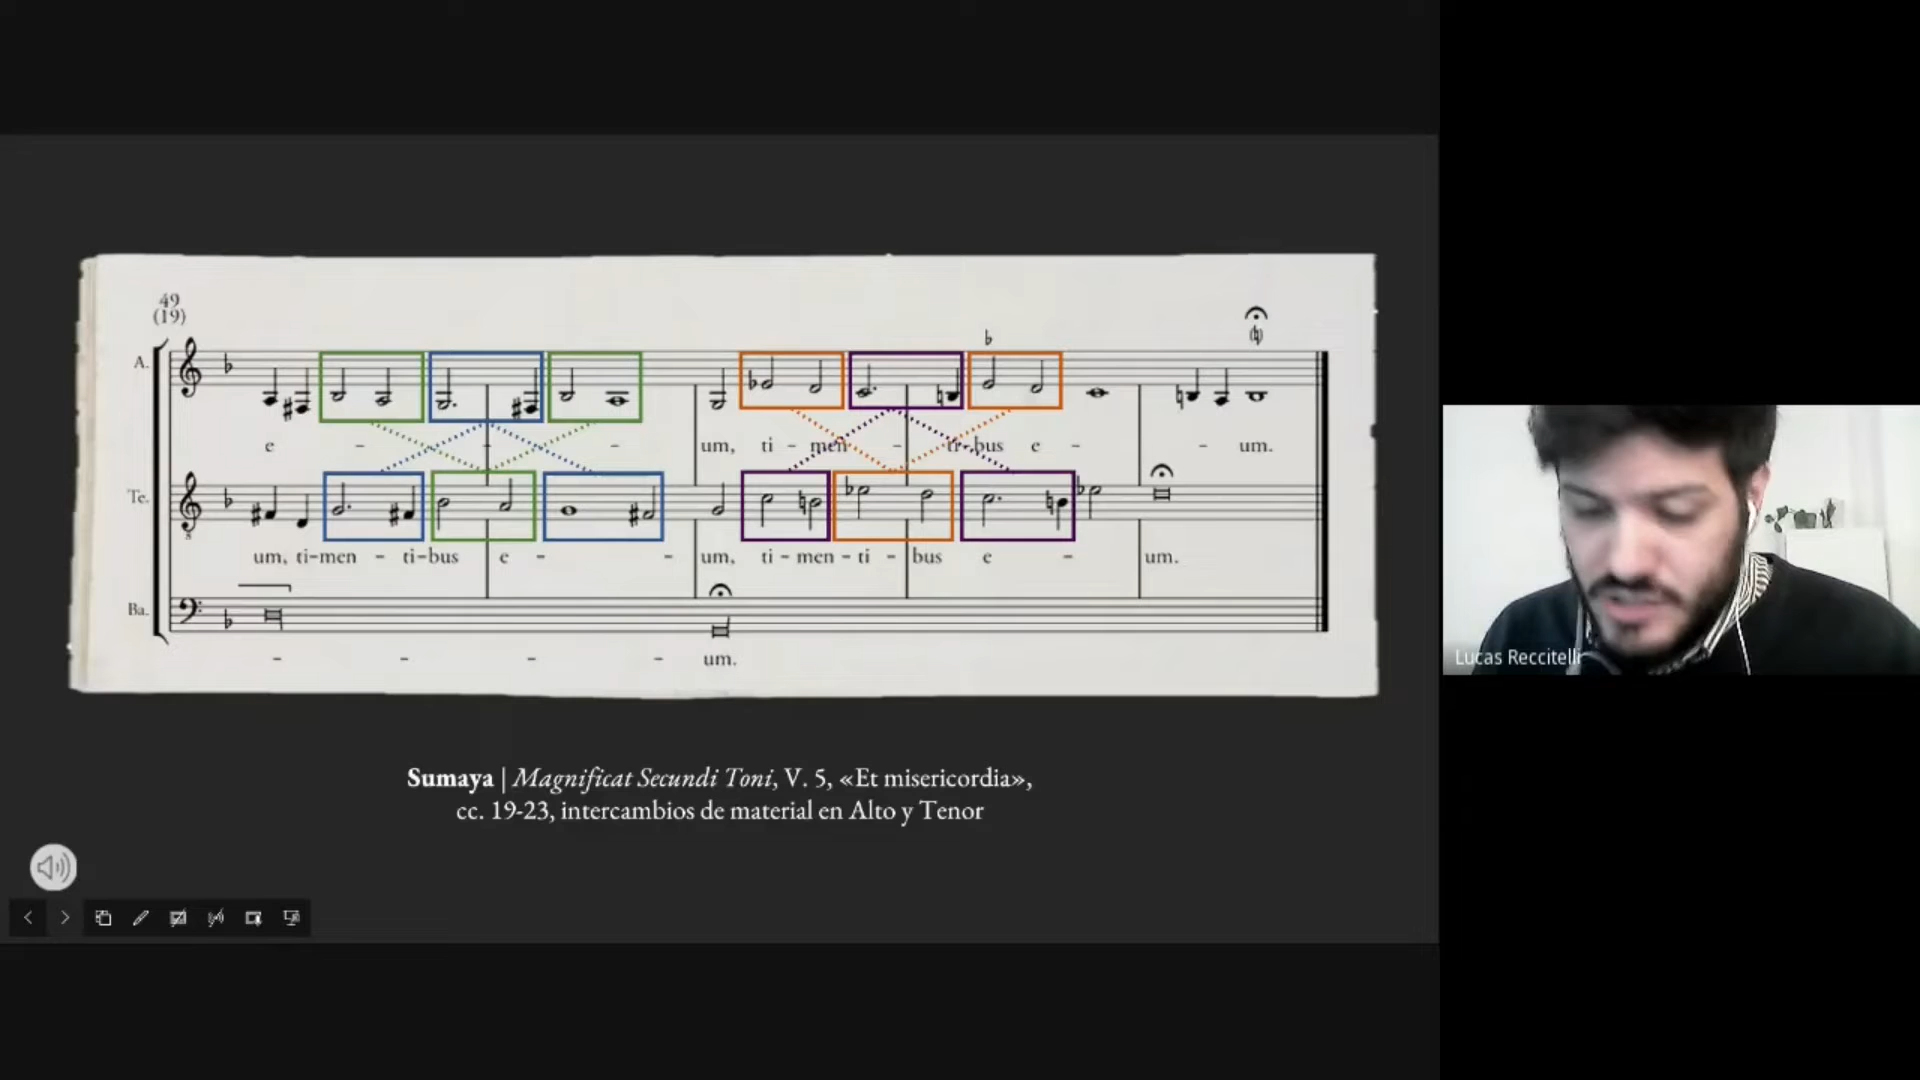 49
(19)
A.
e - - - um, ti - men - ti-bus e - - um.
Te.
8
um, ti-men - ti-bus e - - um, ti - men - ti - bus e - um.
Ba.
- - - - um.
Sumaya | Magnificat Secundi Toni, V. 5, «Et misericordia»,
cc. 19-23, intercambios de material en Alto y Tenor
Lucas Reccitelli